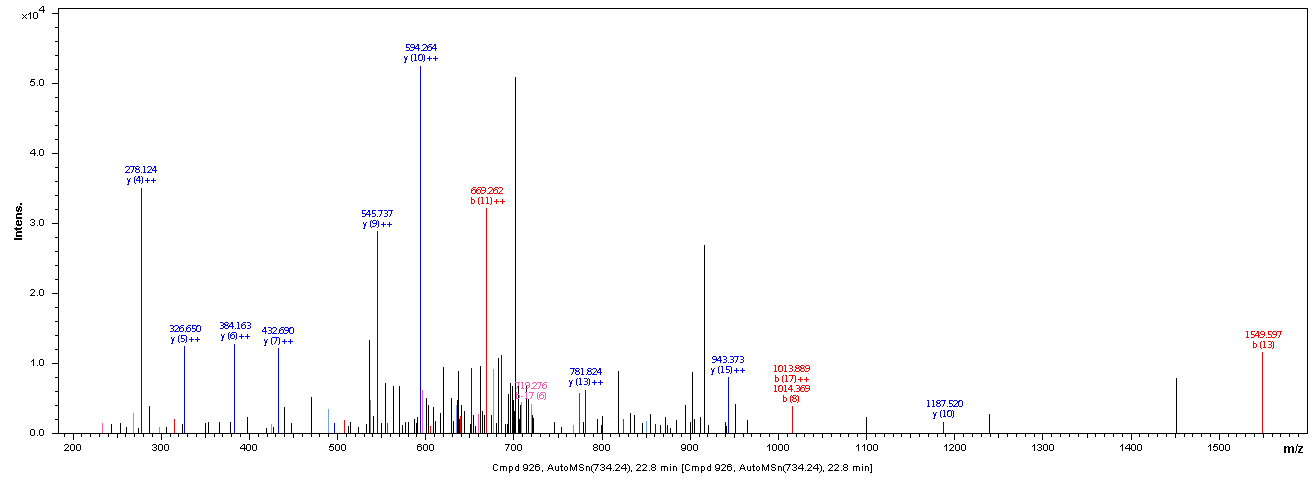 ×10⁴
Intens.
5.0
4.0
3.0
2.0
1.0
0.0
278.124
y (4)++
326.650
y (5)++
384.163
y (6)++
432.690
y (7)++
545.737
y (9)++
594.264
y (10)++
669.262
b (11)++
719.276
b-17 (6)
781.824
y (13)++
943.373
y (15)++
1013.889
b (17)++
1014.369
b (8)
1187.520
y (10)
1549.597
b (13)
200 300 400 500 600 700 800 900 1000 1100 1200 1300 1400 1500 m/z
Cmpd 926, AutoMSn(734.24), 22.8 min [Cmpd 926, AutoMSn(734.24), 22.8 min]